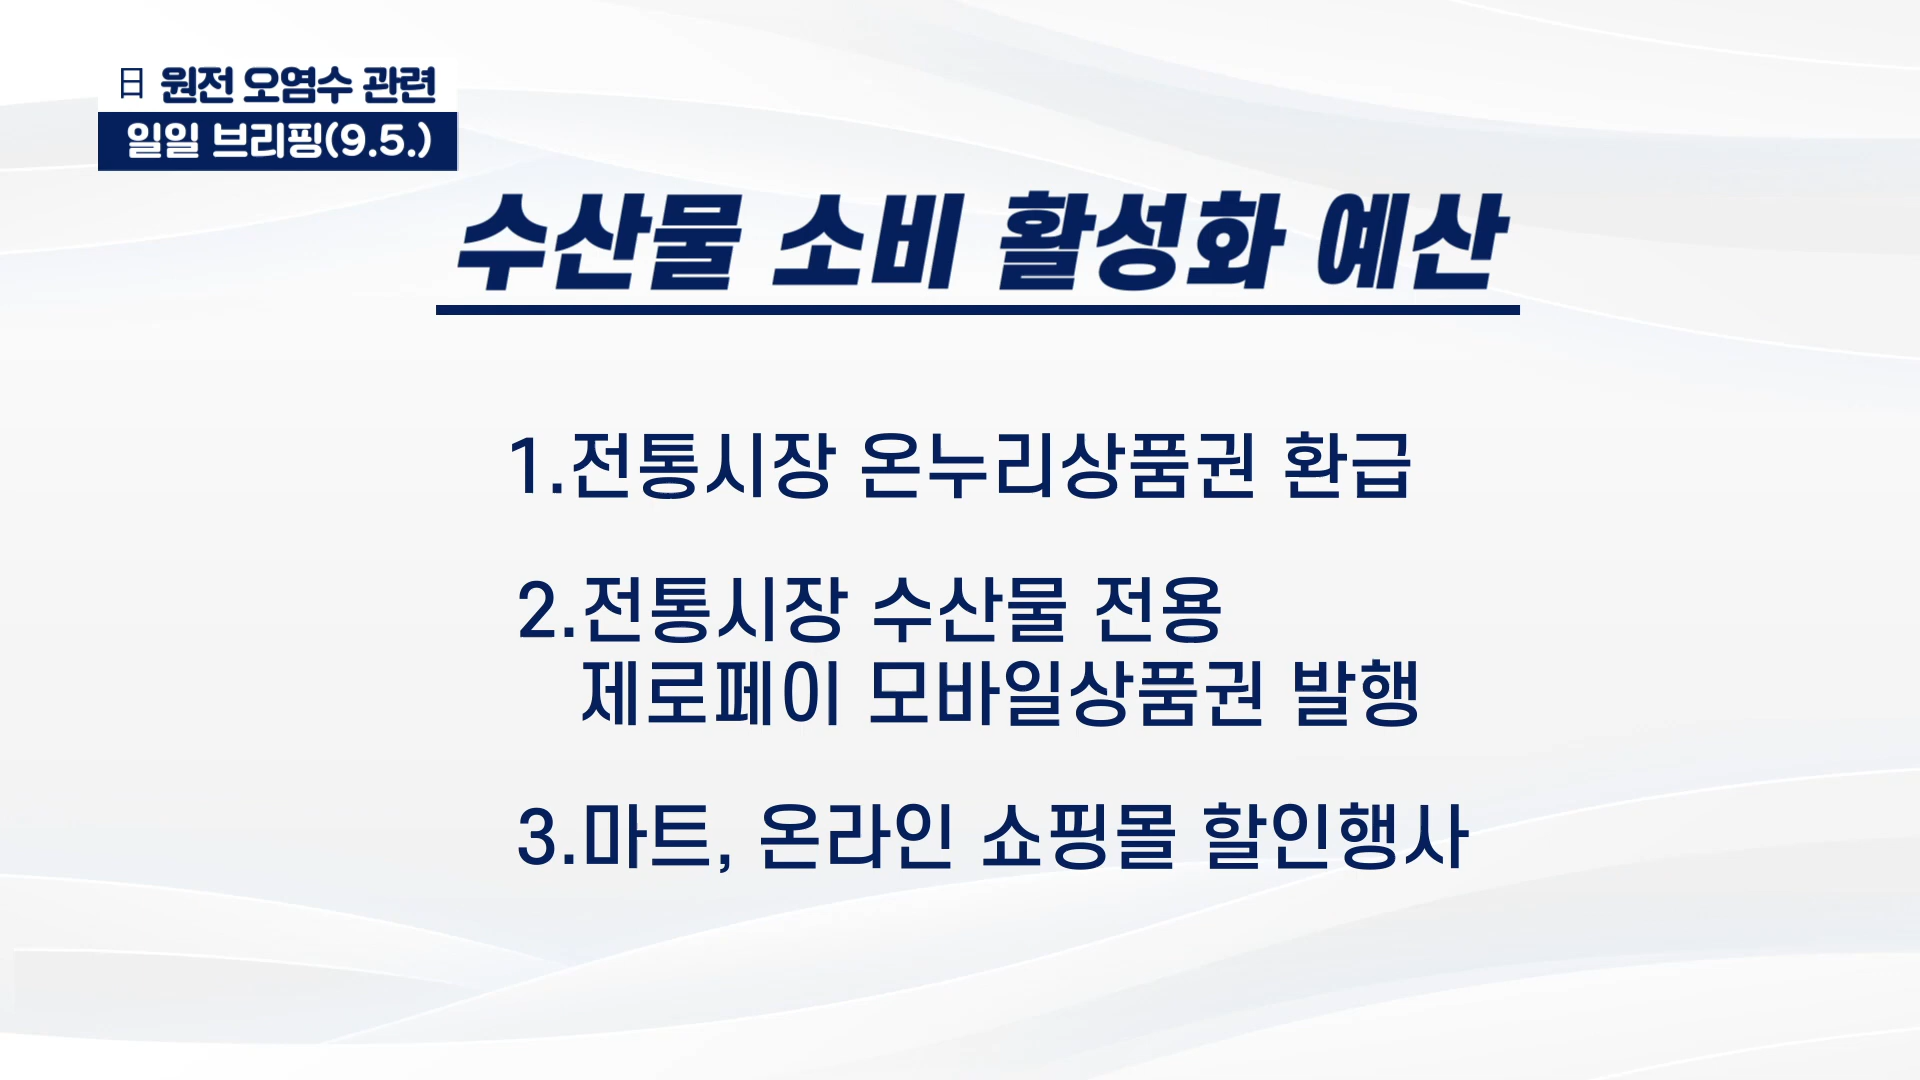 日 원전 오염수 관련
일일 브리핑(9.5.)
수산물 소비 활성화 예산
1.전통시장 온누리상품권 환급
2.전통시장 수산물 전용
제로페이 모바일상품권 발행
3.마트, 온라인 쇼핑몰 할인행사